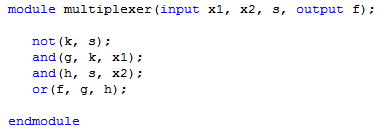 module multiplexer(input x1, x2, s, output f);
not(k, s);
and(g, k, x1);
and(h, s, x2);
or(f, g, h);
endmodule